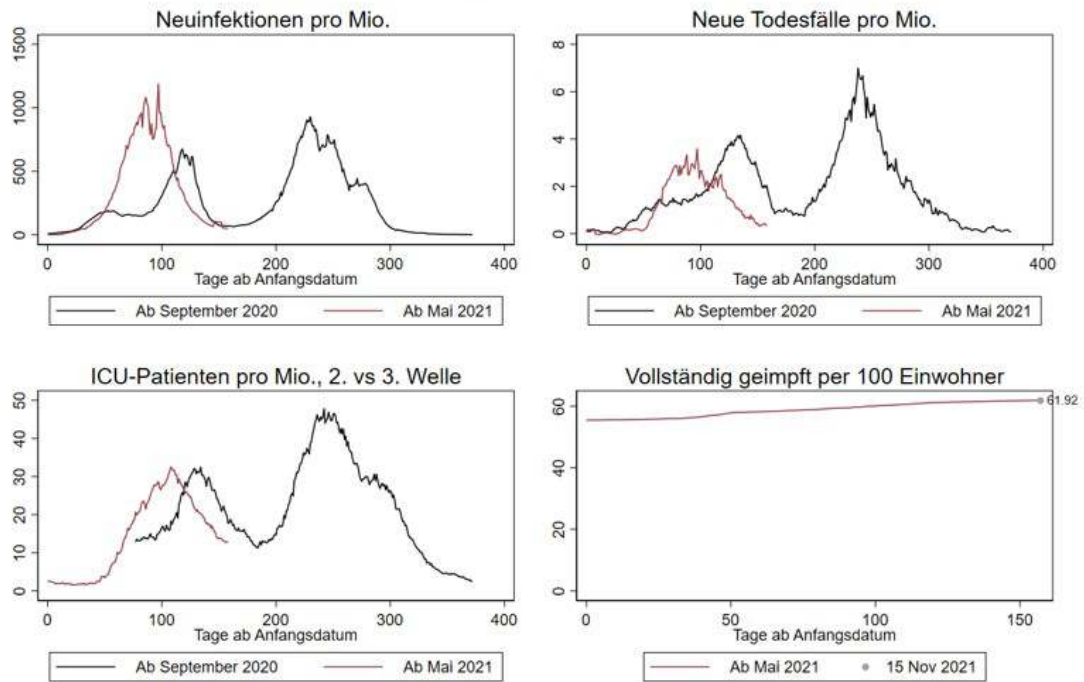 Neuinfektionen pro Mio.
1500
1000
500
0
0 100 200 300 400
Tage ab Anfangsdatum
Ab September 2020 Ab Mai 2021
Neue Todesfälle pro Mio.
8
6
4
2
0
0 100 200 300 400
Tage ab Anfangsdatum
Ab September 2020 Ab Mai 2021
ICU-Patienten pro Mio., 2. vs 3. Welle
50
40
30
20
10
0
0 100 200 300 400
Tage ab Anfangsdatum
Ab September 2020 Ab Mai 2021
Vollständig geimpft per 100 Einwohner
60
61.92
40
20
0
0 50 100 150
Tage ab Anfangsdatum
Ab Mai 2021 15 Nov 2021